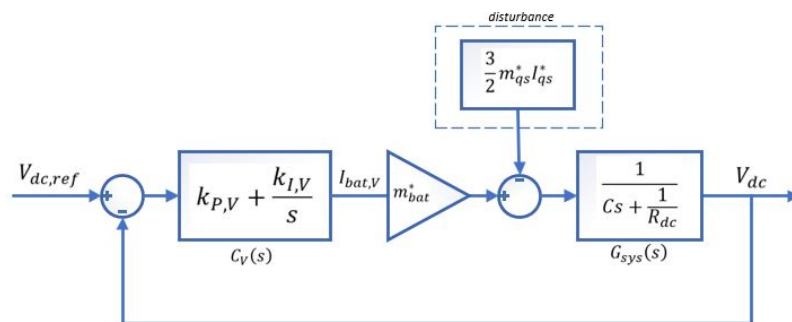 disturbance
3/2 m*qs I*qs
Vdc,ref
+
-
kP,V + kI,V/s
CV(s)
Ibat,V
m*bat
+
-
1/(Cs + 1/Rdc)
Gsys(s)
Vdc